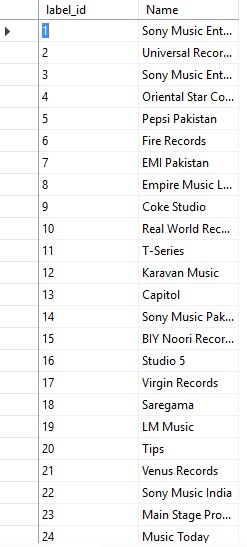 label_id Name
1 Sony Music Ent...
2 Universal Recor...
3 Sony Music Ent...
4 Oriental Star Co...
5 Pepsi Pakistan
6 Fire Records
7 EMI Pakistan
8 Empire Music L...
9 Coke Studio
10 Real World Rec...
11 T-Series
12 Karavan Music
13 Capitol
14 Sony Music Pak...
15 BIY Noori Recor...
16 Studio 5
17 Virgin Records
18 Saregama
19 LM Music
20 Tips
21 Venus Records
22 Sony Music India
23 Main Stage Pro...
24 Music Today